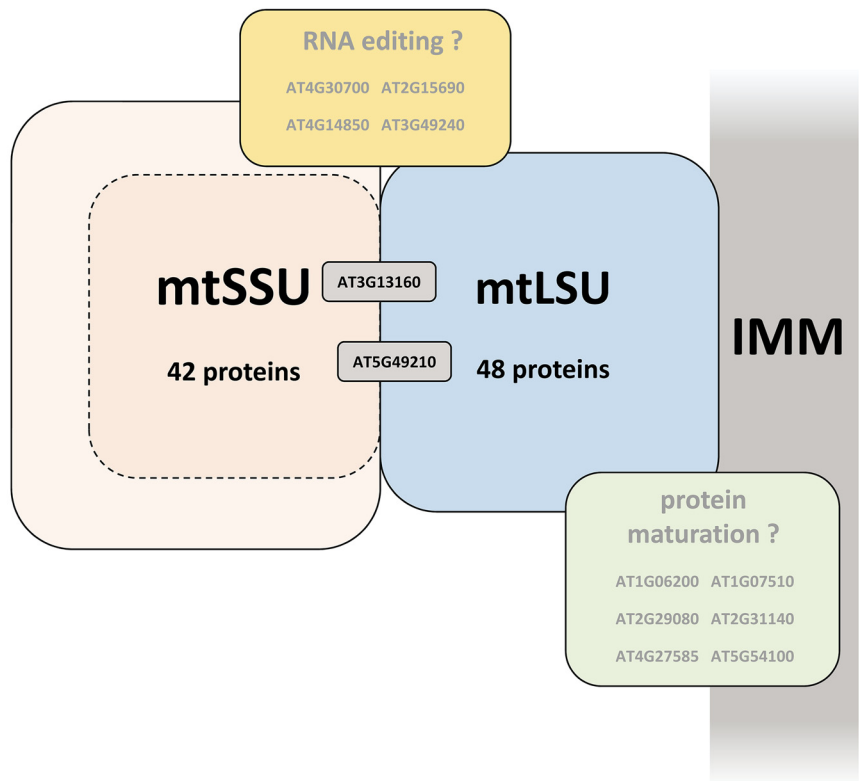 RNA editing ?
AT4G30700 AT2G15690
AT4G14850 AT3G49240
mtSSU
AT3G13160
mtLSU
IMM
42 proteins
AT5G49210
48 proteins
protein
maturation ?
AT1G06200 AT1G07510
AT2G29080 AT2G31140
AT4G27585 AT5G54100